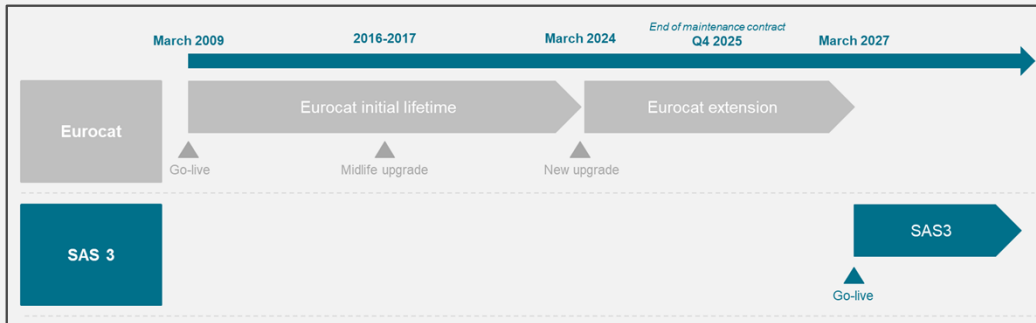 End of maintenance contract
March 2009 2016-2017 March 2024 Q4 2025 March 2027
Eurocat
Eurocat initial lifetime Eurocat extension
Go-live Midlife upgrade New upgrade
SAS 3
SAS3
Go-live